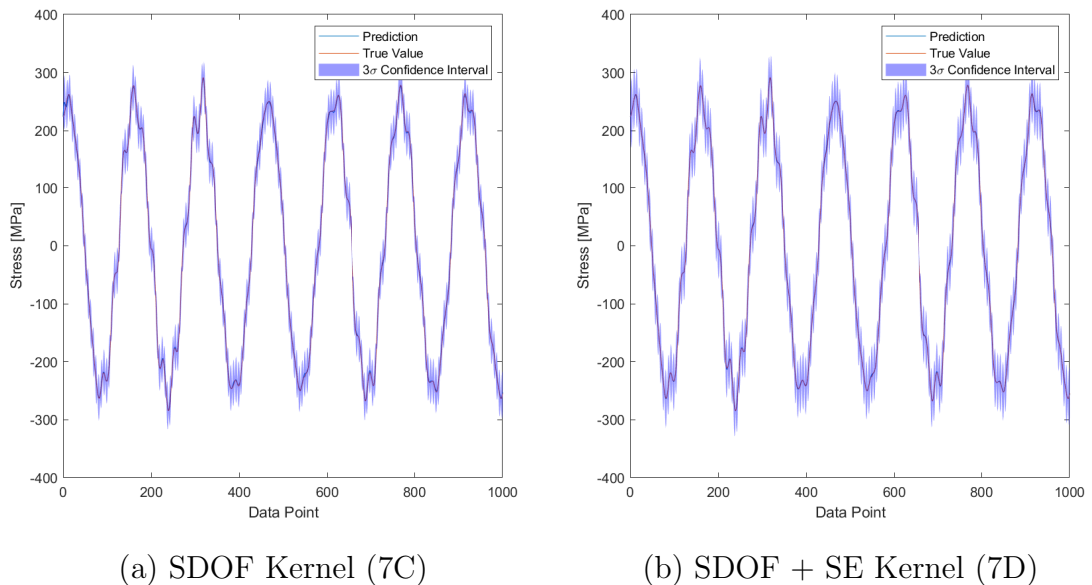 400
300
200
100
0
-100
-200
-300
-400
Stress [MPa]
0
200
400
600
800
1000
Data Point
Prediction
True Value
3σ Confidence Interval
(a) SDOF Kernel (7C)
400
300
200
100
0
-100
-200
-300
-400
Stress [MPa]
0
200
400
600
800
1000
Data Point
Prediction
True Value
3σ Confidence Interval
(b) SDOF + SE Kernel (7D)